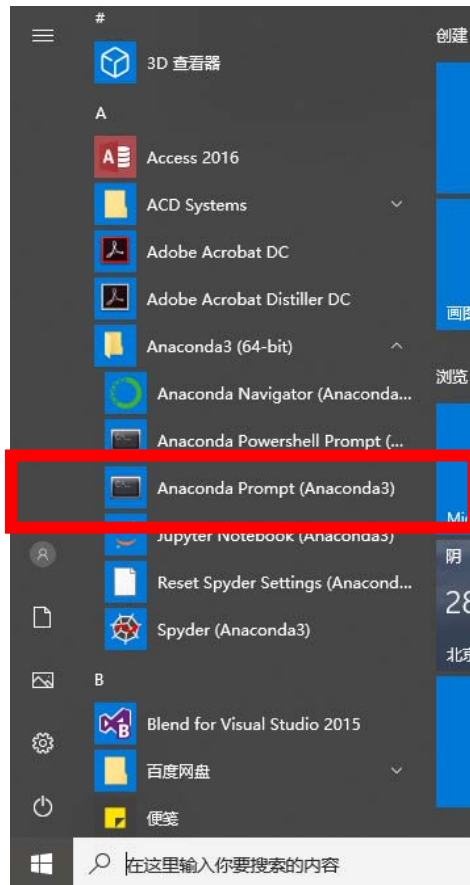 #
创建
3D 查看器
A
Access 2016
ACD Systems
Adobe Acrobat DC
Adobe Acrobat Distiller DC
画图
Anaconda3 (64-bit)
浏览
Anaconda Navigator (Anaconda...
Anaconda Powershell Prompt (...
Anaconda Prompt (Anaconda3)
Mi
Jupyter Notebook (Anaconda3)
阴
Reset Spyder Settings (Anacond...
28
Spyder (Anaconda3)
北京
B
Blend for Visual Studio 2015
百度网盘
便笺
在这里输入你要搜索的内容